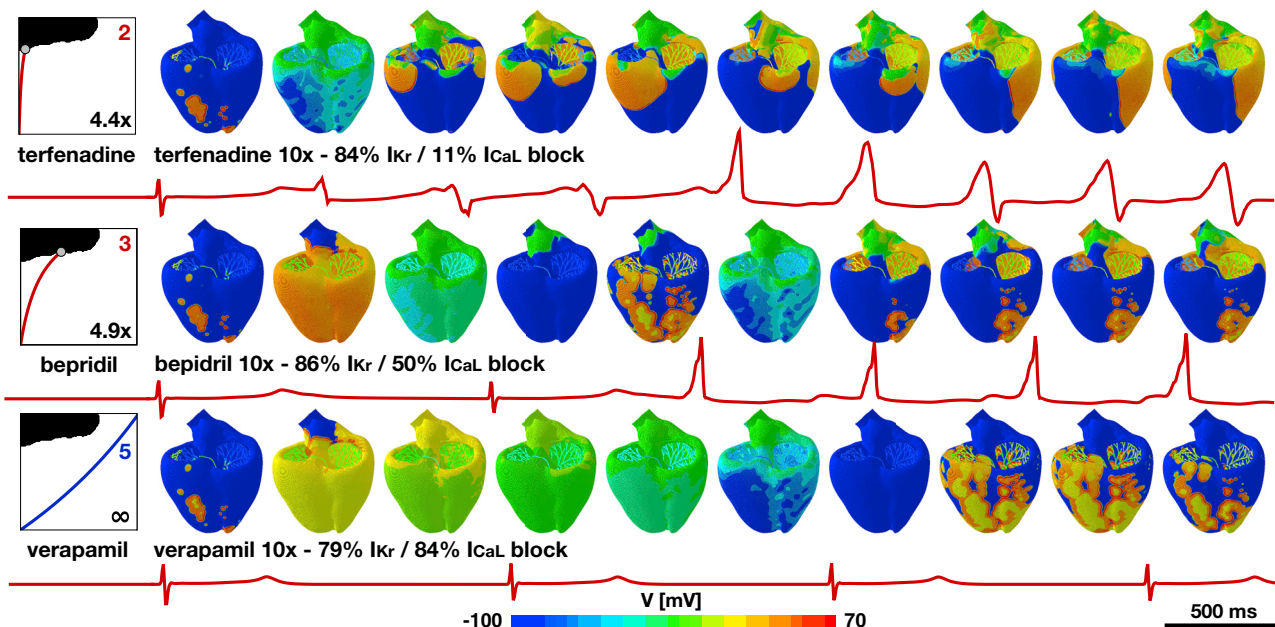 2
4.4x
terfenadine
terfenadine 10x - 84% IKr / 11% ICaL block
3
4.9x
bepridil
bepidril 10x - 86% IKr / 50% ICaL block
5
∞
verapamil
verapamil 10x - 79% IKr / 84% ICaL block
V [mV]
-100
70
500 ms